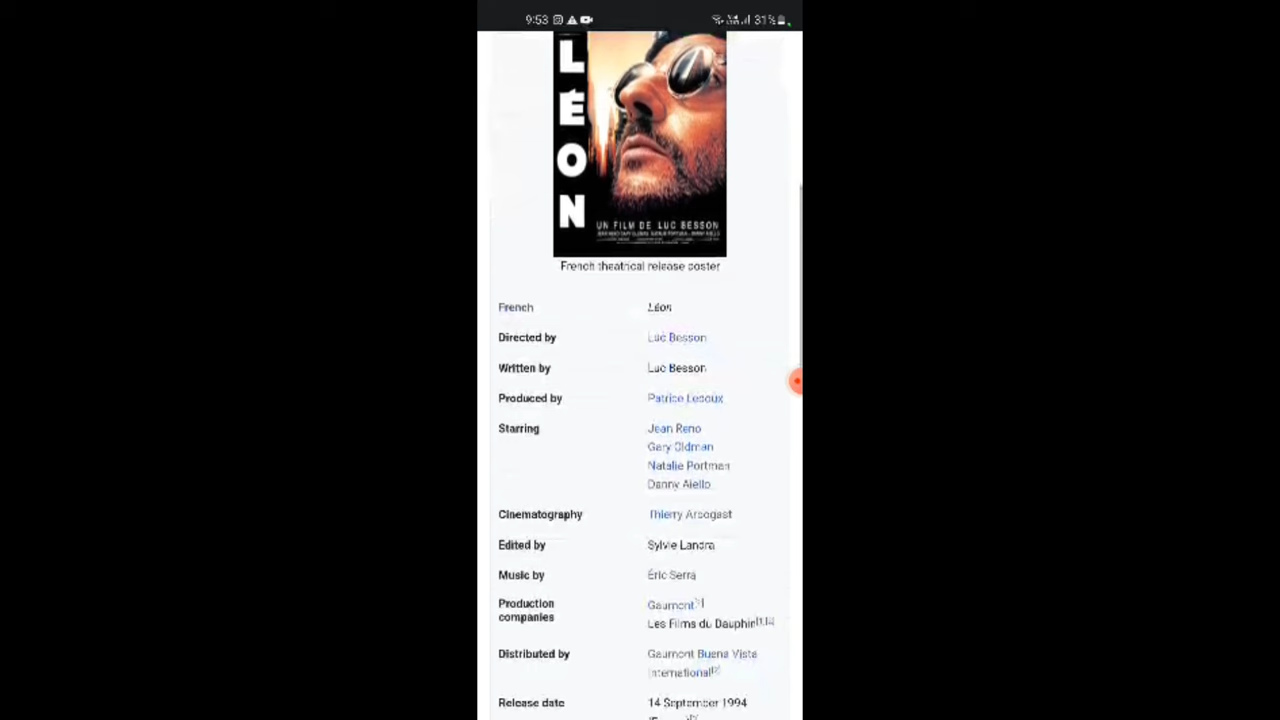 9:53 31%
LÉON
UN FILM DE LUC BESSON
French theatrical release poster
French Léon
Directed by Luc Besson
Written by Luc Besson
Produced by Patrice Ledoux
Starring Jean Reno
Gary Oldman
Natalie Portman
Danny Aiello
Cinematography Thierry Arbogast
Edited by Sylvie Landra
Music by Éric Serra
Production companies Gaumont
Les Films du Dauphin
Distributed by Gaumont Buena Vista
International
Release date 14 September 1994